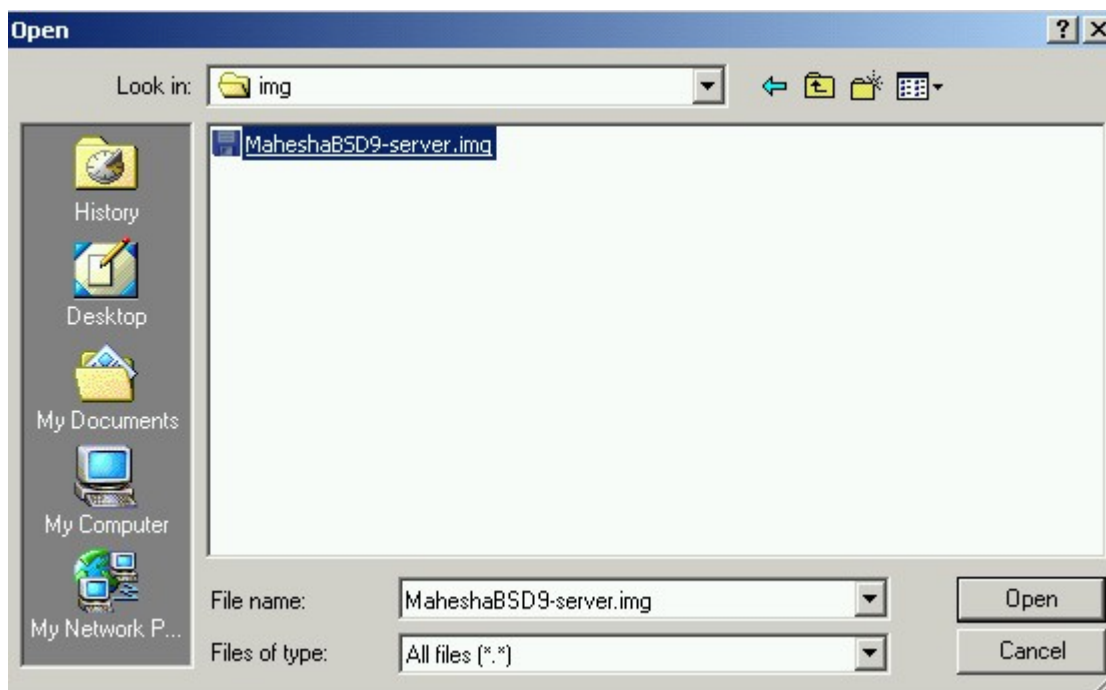 Open
Look in: img
MaheshaBSD9-server.img
History
Desktop
My Documents
My Computer
My Network P...
File name: MaheshaBSD9-server.img Open
Files of type: All files (*.*) Cancel